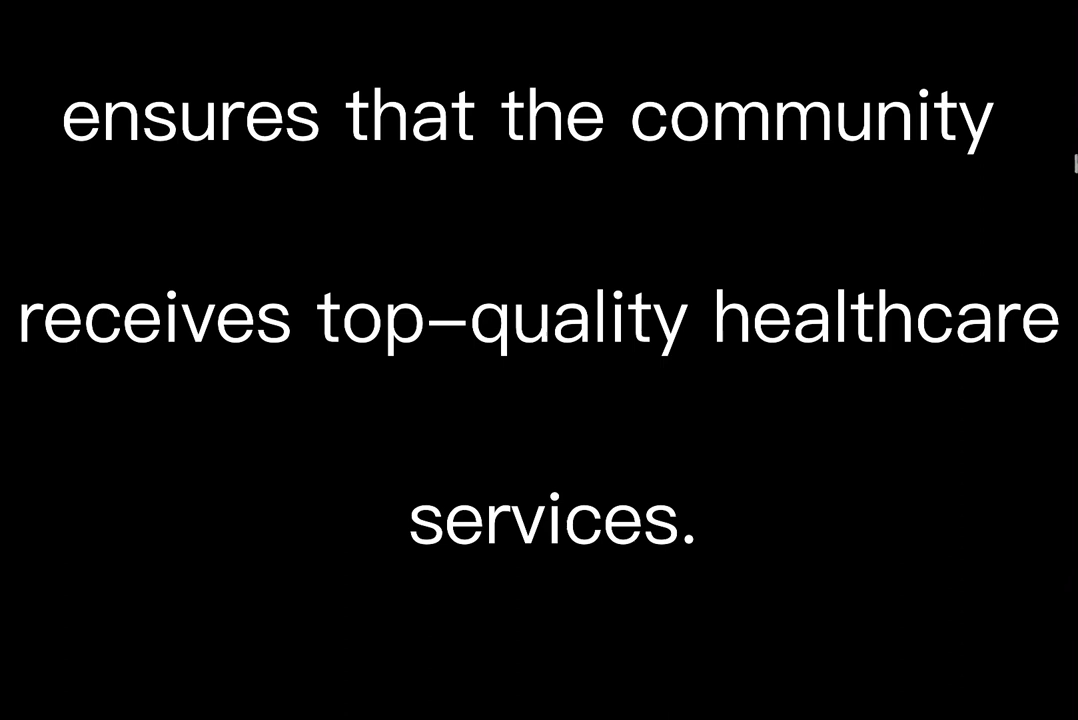 ensures that the community
receives top-quality healthcare
services.